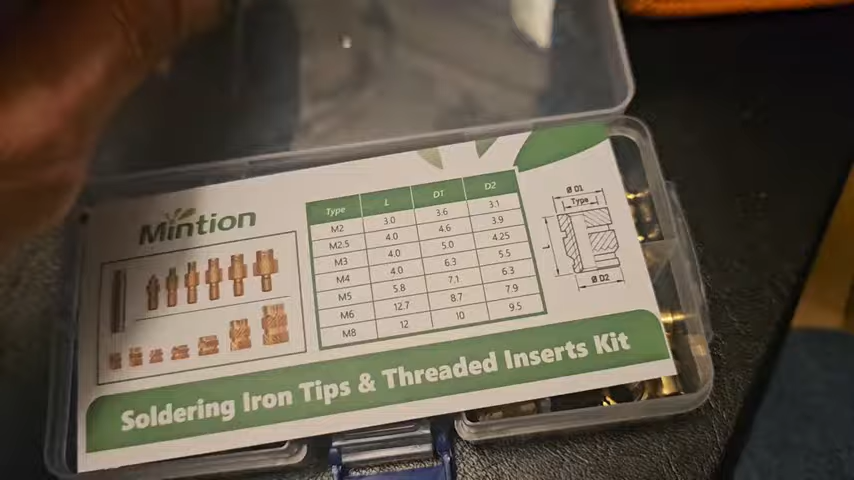 Mintion
Type L D1 D2
M2 3.0 3.6 3.1
M2.5 4.0 4.6 3.9
M3 4.0 5.0 4.25
M4 4.0 6.3 5.5
M5 5.8 7.1 6.3
M6 12.7 8.7 7.9
M8 12 10 9.5
Ø D1
Type
L
Ø D2
Soldering Iron Tips & Threaded Inserts Kit